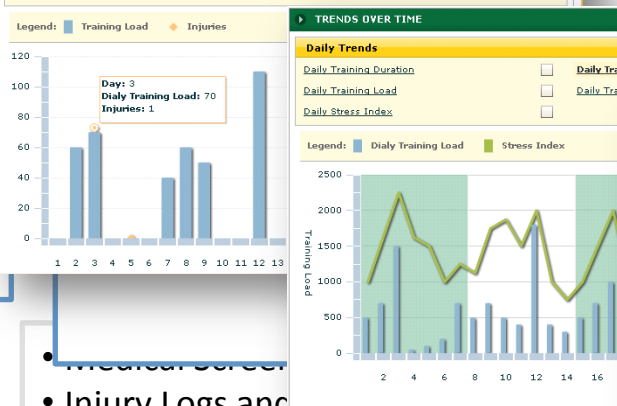 Legend: Training Load Injuries
120
100
80
60
40
20
0
Day: 3
Dialy Training Load: 70
Injuries: 1
1 2 3 4 5 6 7 8 9 10 11 12 13
TRENDS OVER TIME
Daily Trends
Daily Training Duration
Daily Training Load
Daily Stress Index
Legend: Dialy Training Load Stress Index
2500
2000
1500
1000
500
0
Training Load
2 4 6 8 10 12 14 16
• Injury Logs and